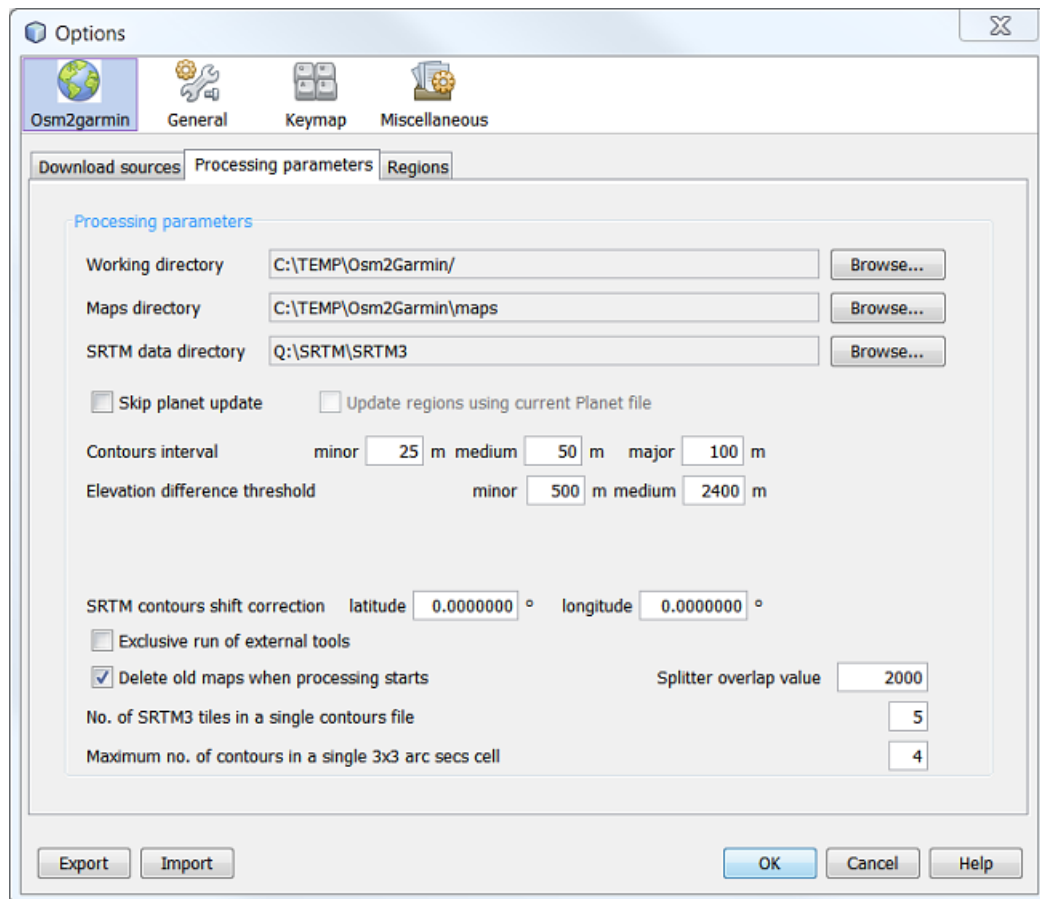 Options
Osm2garmin General Keymap Miscellaneous
Download sources Processing parameters Regions
Processing parameters
Working directory C:\TEMP\Osm2Garmin/ Browse...
Maps directory C:\TEMP\Osm2Garmin\maps Browse...
SRTM data directory Q:\SRTM\SRTM3 Browse...
Skip planet update Update regions using current Planet file
Contours interval minor 25 m medium 50 m major 100 m
Elevation difference threshold minor 500 m medium 2400 m
SRTM contours shift correction latitude 0.0000000 ° longitude 0.0000000 °
Exclusive run of external tools
Delete old maps when processing starts Splitter overlap value 2000
No. of SRTM3 tiles in a single contours file 5
Maximum no. of contours in a single 3x3 arc secs cell 4
Export Import OK Cancel Help